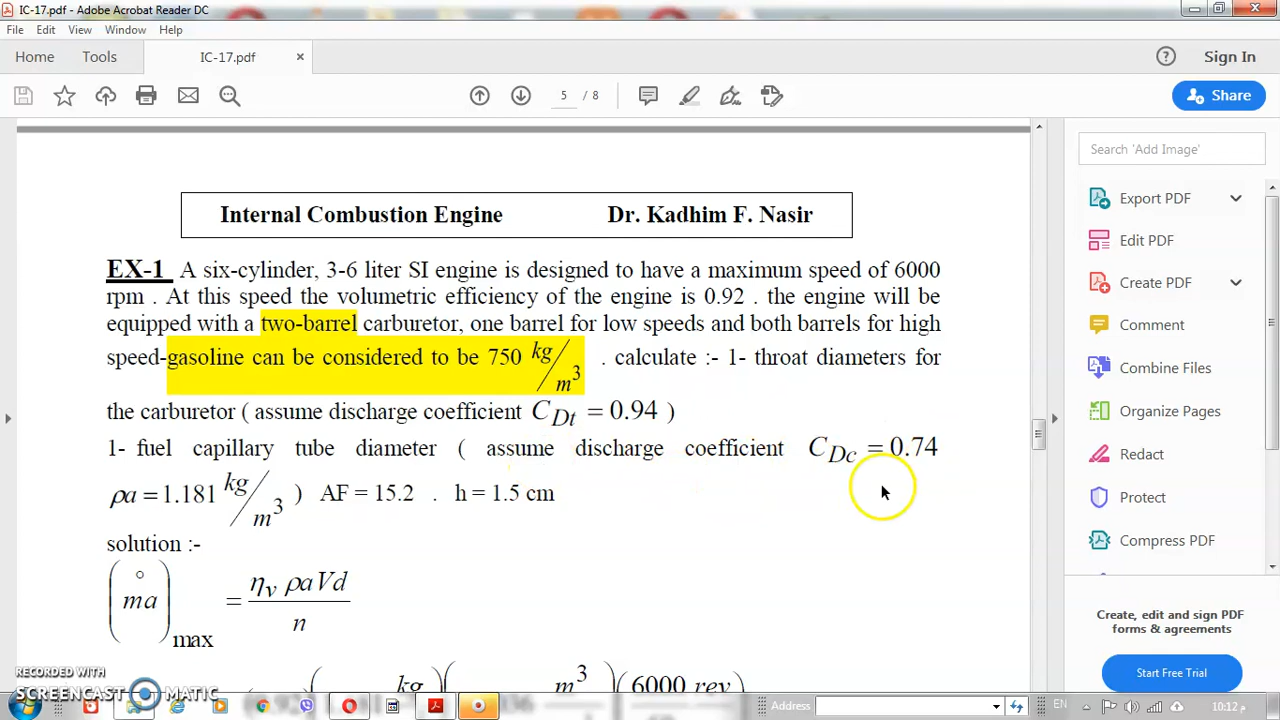 IC-17.pdf - Adobe Acrobat Reader DC
File Edit View Window Help
Home Tools IC-17.pdf × ? Sign In
5 / 8 Share
Search 'Add Image'
Export PDF
Edit PDF
Create PDF
Comment
Combine Files
Organize Pages
Redact
Protect
Compress PDF
Create, edit and sign PDF
forms & agreements
Start Free Trial
Internal Combustion Engine Dr. Kadhim F. Nasir
EX-1 A six-cylinder, 3-6 liter SI engine is designed to have a maximum speed of 6000
rpm . At this speed the volumetric efficiency of the engine is 0.92 . the engine will be
equipped with a two-barrel carburetor, one barrel for low speeds and both barrels for high
speed-gasoline can be considered to be 750 kg/m³ . calculate :- 1- throat diameters for
the carburetor ( assume discharge coefficient C_Dt = 0.94 )
1- fuel capillary tube diameter ( assume discharge coefficient C_Dc = 0.74
ρa = 1.181 kg/m³ ) AF = 15.2 . h = 1.5 cm
solution :-
(ṁa)max = ηv ρa Vd / n
kg m³ 6000 rev
RECORDED WITH
SCREENCAST MATIC
Address EN 10:12 م